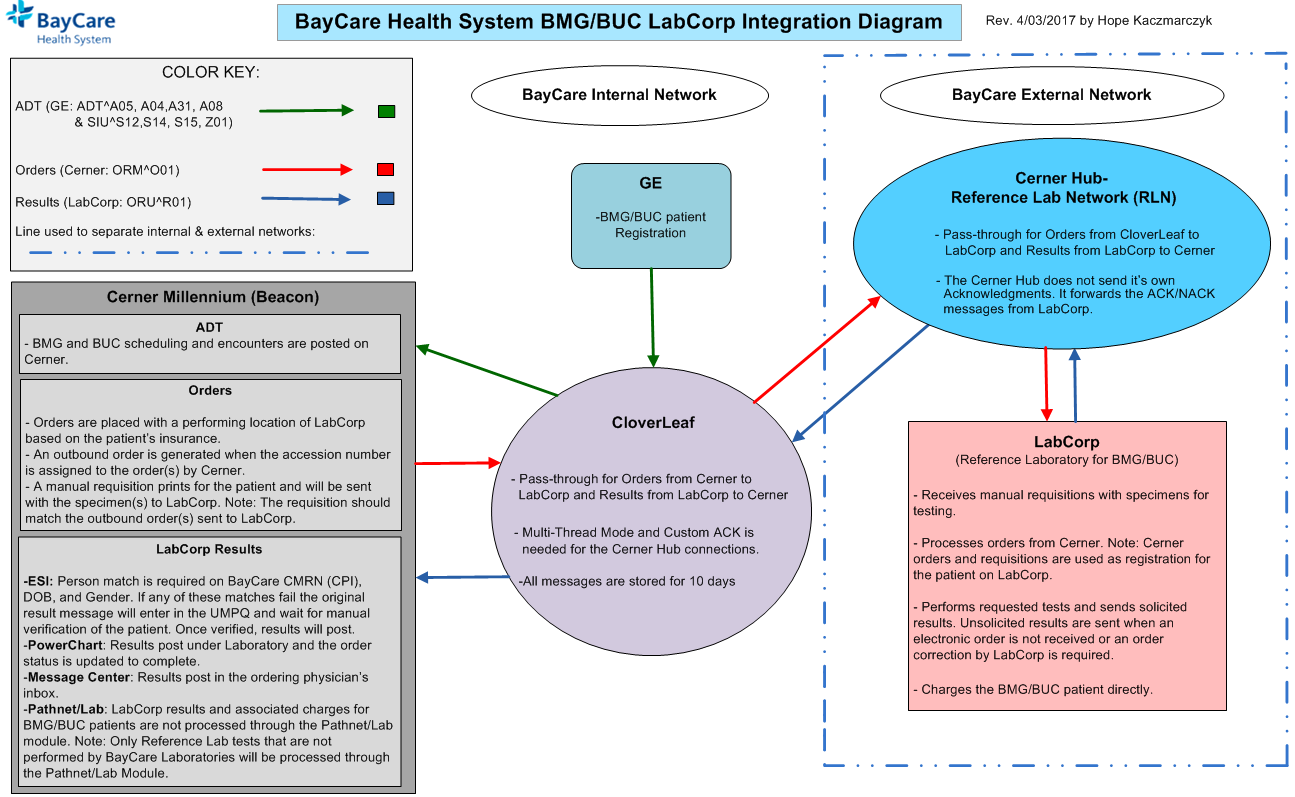 BayCare
Health System
BayCare Health System BMG/BUC LabCorp Integration Diagram
Rev. 4/03/2017 by Hope Kaczmarczyk
COLOR KEY:
ADT (GE: ADT^A05, A04,A31, A08
& SIU^S12,S14, S15, Z01)
Orders (Cerner: ORM^O01)
Results (LabCorp: ORU^R01)
Line used to separate internal & external networks:
BayCare Internal Network
BayCare External Network
GE
-BMG/BUC patient
Registration
Cerner Hub-
Reference Lab Network (RLN)
- Pass-through for Orders from CloverLeaf to
LabCorp and Results from LabCorp to Cerner
- The Cerner Hub does not send it's own
Acknowledgments. It forwards the ACK/NACK
messages from LabCorp.
Cerner Millennium (Beacon)
ADT
- BMG and BUC scheduling and encounters are posted on
Cerner.
Orders
- Orders are placed with a performing location of LabCorp
based on the patient's insurance.
- An outbound order is generated when the accession number
is assigned to the order(s) by Cerner.
- A manual requisition prints for the patient and will be sent
with the specimen(s) to LabCorp. Note: The requisition should
match the outbound order(s) sent to LabCorp.
LabCorp Results
-ESI: Person match is required on BayCare CMRN (CPI),
DOB, and Gender. If any of these matches fail the original
result message will enter in the UMPQ and wait for manual
verification of the patient. Once verified, results will post.
-PowerChart: Results post under Laboratory and the order
status is updated to complete.
-Message Center: Results post in the ordering physician's
inbox.
-Pathnet/Lab: LabCorp results and associated charges for
BMG/BUC patients are not processed through the Pathnet/Lab
module. Note: Only Reference Lab tests that are not
performed by BayCare Laboratories will be processed through
the Pathnet/Lab Module.
CloverLeaf
- Pass-through for Orders from Cerner to
LabCorp and Results from LabCorp to Cerner
- Multi-Thread Mode and Custom ACK is
needed for the Cerner Hub connections.
-All messages are stored for 10 days
LabCorp
(Reference Laboratory for BMG/BUC)
- Receives manual requisitions with specimens for
testing.
- Processes orders from Cerner. Note: Cerner
orders and requisitions are used as registration for
the patient on LabCorp.
- Performs requested tests and sends solicited
results. Unsolicited results are sent when an
electronic order is not received or an order
correction by LabCorp is required.
- Charges the BMG/BUC patient directly.